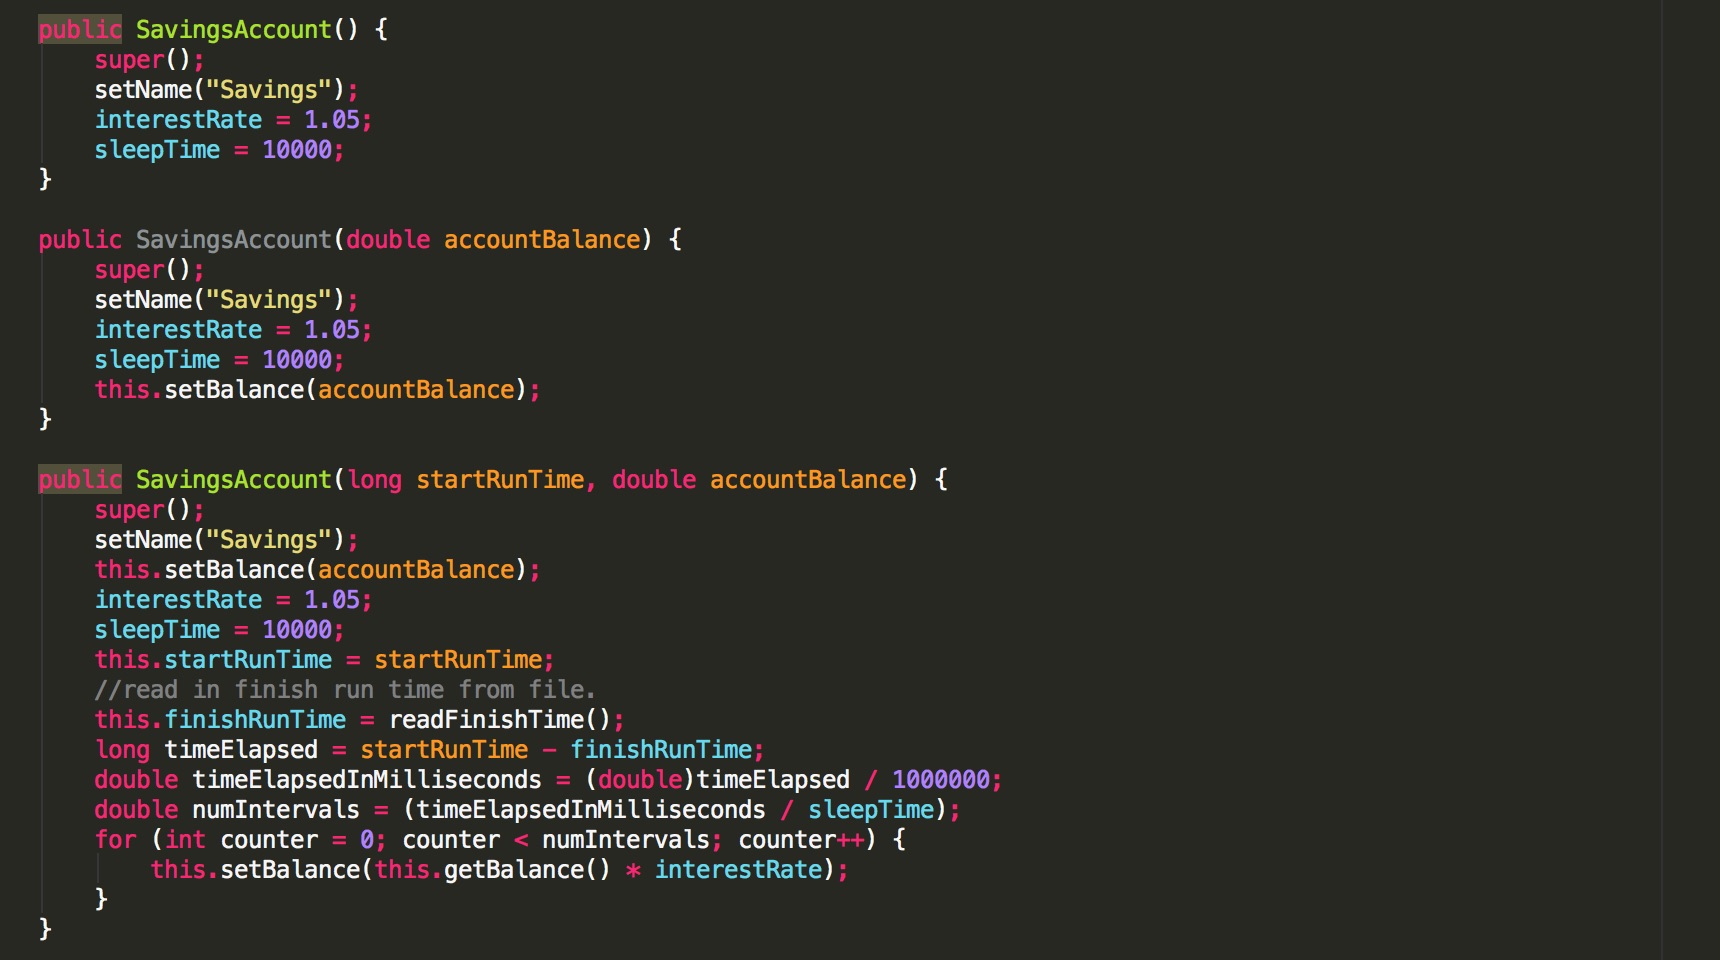 public SavingsAccount() {
    super();
    setName("Savings");
    interestRate = 1.05;
    sleepTime = 10000;
}

public SavingsAccount(double accountBalance) {
    super();
    setName("Savings");
    interestRate = 1.05;
    sleepTime = 10000;
    this.setBalance(accountBalance);
}

public SavingsAccount(long startRunTime, double accountBalance) {
    super();
    setName("Savings");
    this.setBalance(accountBalance);
    interestRate = 1.05;
    sleepTime = 10000;
    this.startRunTime = startRunTime;
    //read in finish run time from file.
    this.finishRunTime = readFinishTime();
    long timeElapsed = startRunTime - finishRunTime;
    double timeElapsedInMilliseconds = (double)timeElapsed / 1000000;
    double numIntervals = (timeElapsedInMilliseconds / sleepTime);
    for (int counter = 0; counter < numIntervals; counter++) {
        this.setBalance(this.getBalance() * interestRate);
    }
}